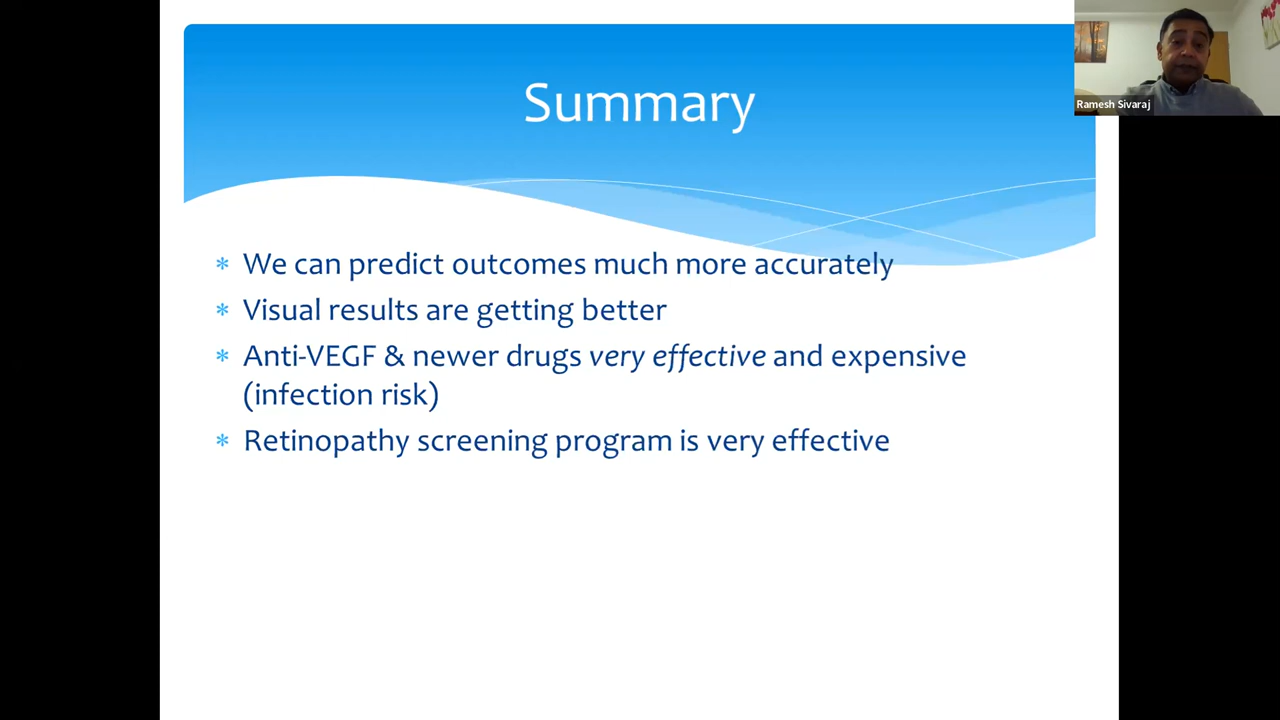 Summary
Ramesh Sivaraj
* We can predict outcomes much more accurately
* Visual results are getting better
* Anti-VEGF & newer drugs very effective and expensive
(infection risk)
* Retinopathy screening program is very effective